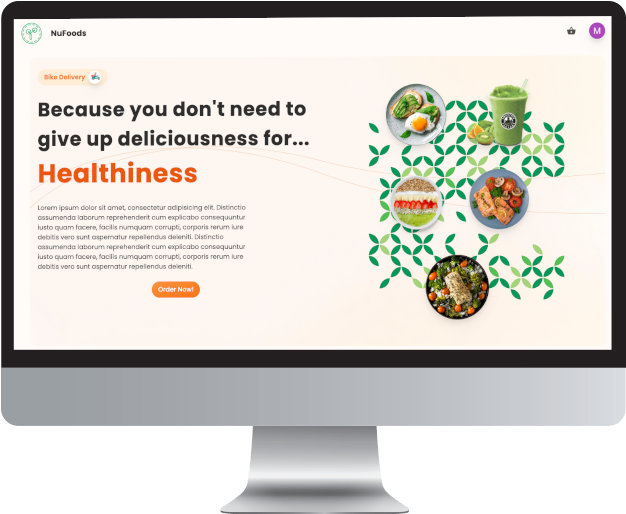 NuFoods
M
Bike Delivery
Because you don't need to
give up deliciousness for...
Healthiness
Lorem ipsum dolor sit amet, consectetur adipisicing elit. Distinctio
assumenda laborum reprehenderit cum explicabo consequuntur
iusto quam facere, facilis numquam corrupti, corporis rerum iure
debitis vero sunt aspernatur repellendus deleniti. Distinctio
assumenda laborum reprehenderit cum explicabo consequuntur
iusto quam facere, facilis numquam corrupti, corporis rerum iure
debitis vero sunt aspernatur repellendus deleniti.
Order Now!